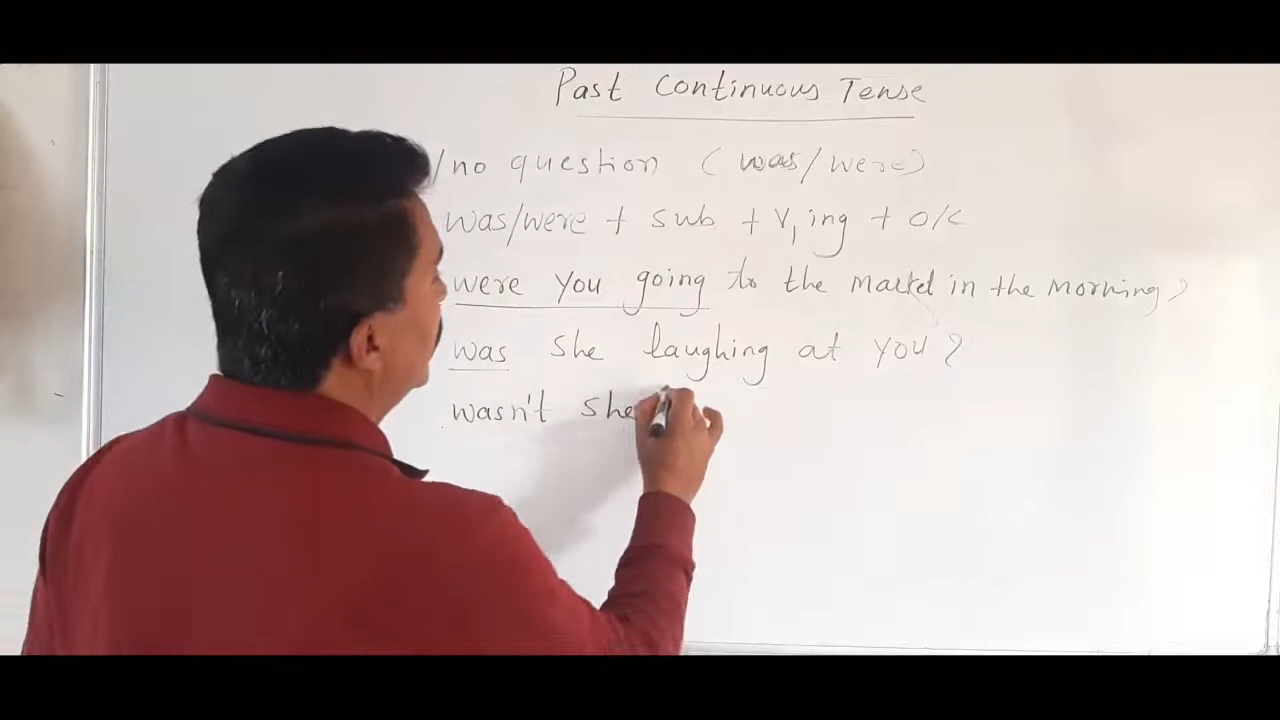 Past Continuous Tense
/no question (was/were)
was/were + sub + V1 ing + o/c
were you going to the market in the morning?
was she laughing at you?
wasn't she